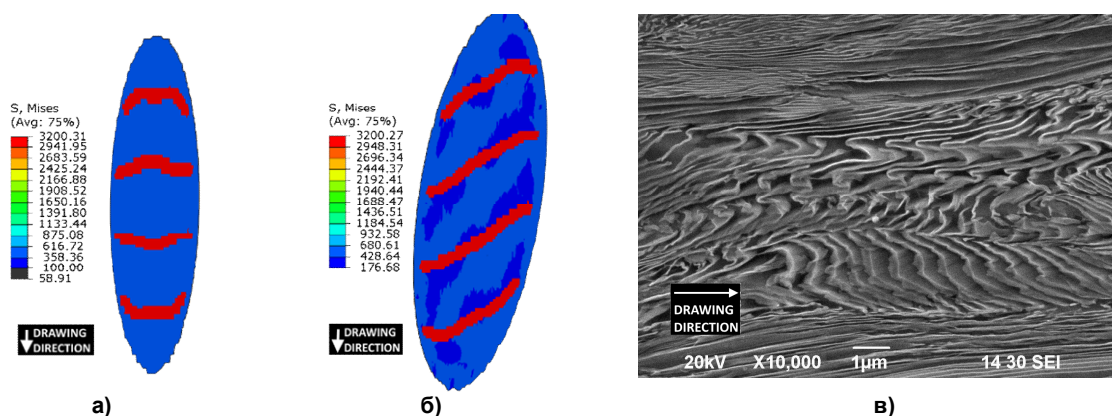 S, Mises
(Avg: 75%)
3200.31
2941.95
2683.59
2425.24
2166.88
1908.52
1650.16
1391.80
1133.44
875.08
616.72
358.36
100.00
58.91
DRAWING
DIRECTION
а)
S, Mises
(Avg: 75%)
3200.27
2948.31
2696.34
2444.37
2192.41
1940.44
1688.47
1436.51
1184.54
932.58
680.61
428.64
176.68
DRAWING
DIRECTION
б)
DRAWING
DIRECTION
20kV X10,000 1μm 14 30 SEI
в)